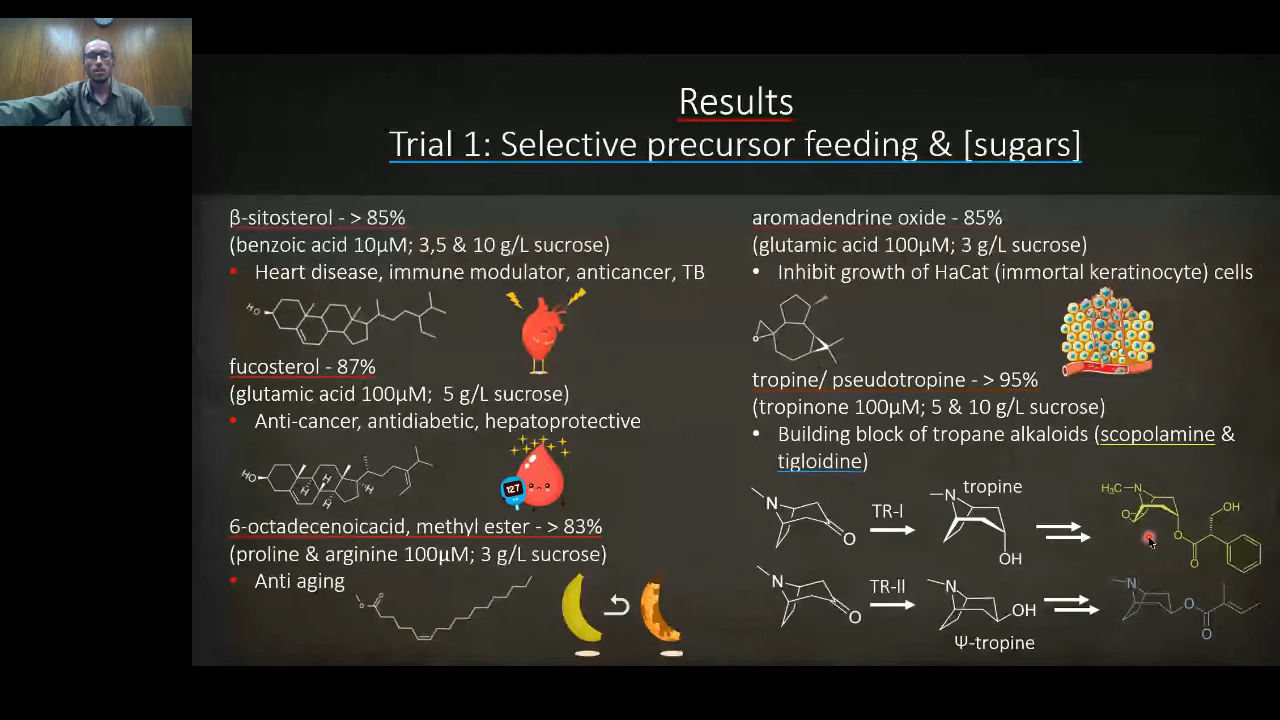 Results
Trial 1: Selective precursor feeding & [sugars]
β-sitosterol - > 85%
(benzoic acid 10µM; 3,5 & 10 g/L sucrose)
• Heart disease, immune modulator, anticancer, TB
HO
fucosterol - 87%
(glutamic acid 100µM;  5 g/L sucrose)
• Anti-cancer, antidiabetic, hepatoprotective
HO
H
H
H
H
127
6-octadecenoicacid, methyl ester - > 83%
(proline & arginine 100µM; 3 g/L sucrose)
• Anti aging
O
O
aromadendrine oxide - 85%
(glutamic acid 100µM; 3 g/L sucrose)
• Inhibit growth of HaCat (immortal keratinocyte) cells
O
tropine/ pseudotropine - > 95%
(tropinone 100µM; 5 & 10 g/L sucrose)
• Building block of tropane alkaloids (scopolamine &
tigloidine)
N
O
TR-I
tropine
N
OH
H₃C
N
O
O
O
OH
N
O
TR-II
N
OH
Ψ-tropine
N
O
O